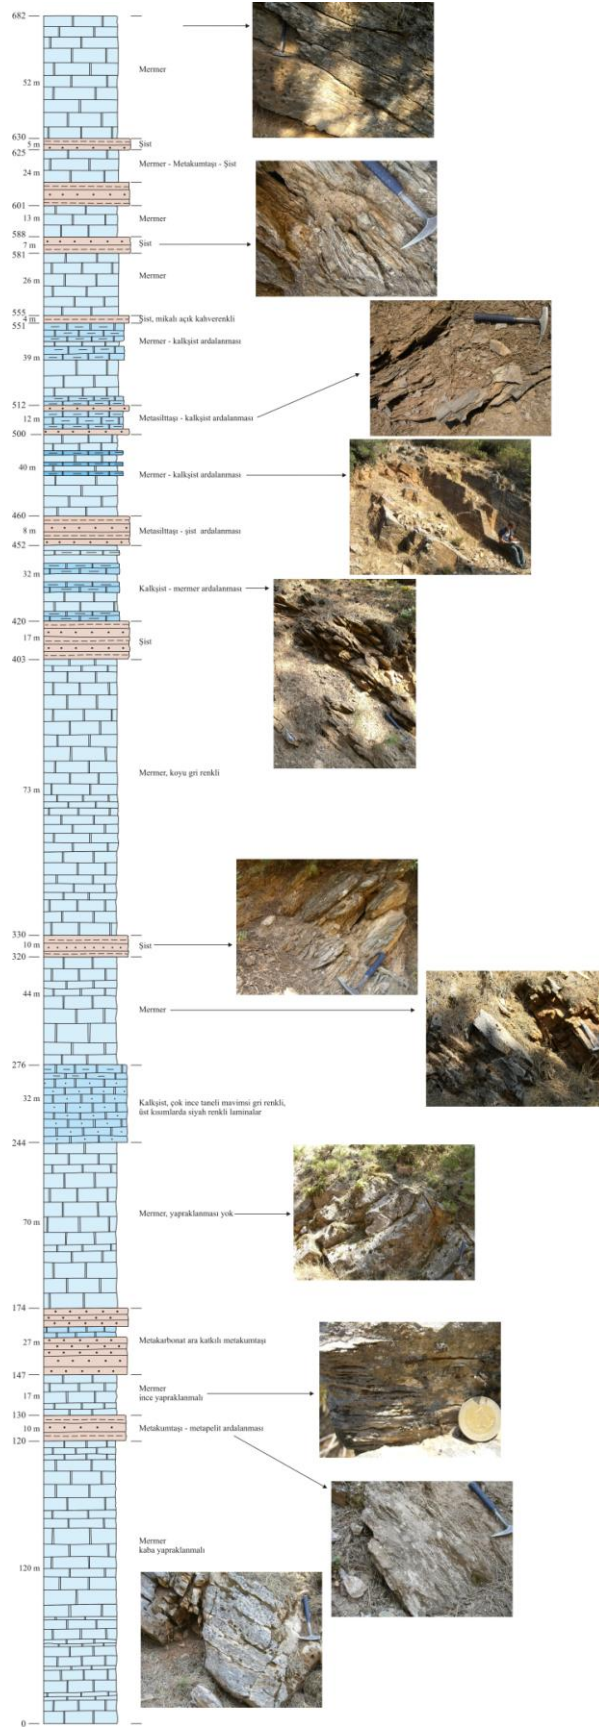 682
52 m
Mermer
630
5 m
Şist
625
24 m
Mermer - Metakumtaşı - Şist
601
13 m
Mermer
588
7 m
Şist
581
26 m
Mermer
555
4 m
Şist, mikalı açık kahverenkli
551
39 m
Mermer - kalkşist ardalanması
512
12 m
Metasilttaşı - kalkşist ardalanması
500
40 m
Mermer - kalkşist ardalanması
460
8 m
Metasilttaşı - şist ardalanması
452
32 m
Kalkşist - mermer ardalanması
420
17 m
Şist
403
73 m
Mermer, koyu gri renkli
330
10 m
Şist
320
44 m
Mermer
276
32 m
Kalkşist, çok ince taneli mavimsi gri renkli,
üst kısımlarda siyah renkli laminalar
244
70 m
Mermer, yapraklanması yok
174
27 m
Metakarbonat ara katkılı metakumtaşı
147
17 m
Mermer
ince yapraklanmalı
130
10 m
Metakumtaşı - metapelit ardalanması
120
120 m
Mermer
kaba yapraklanmalı
0